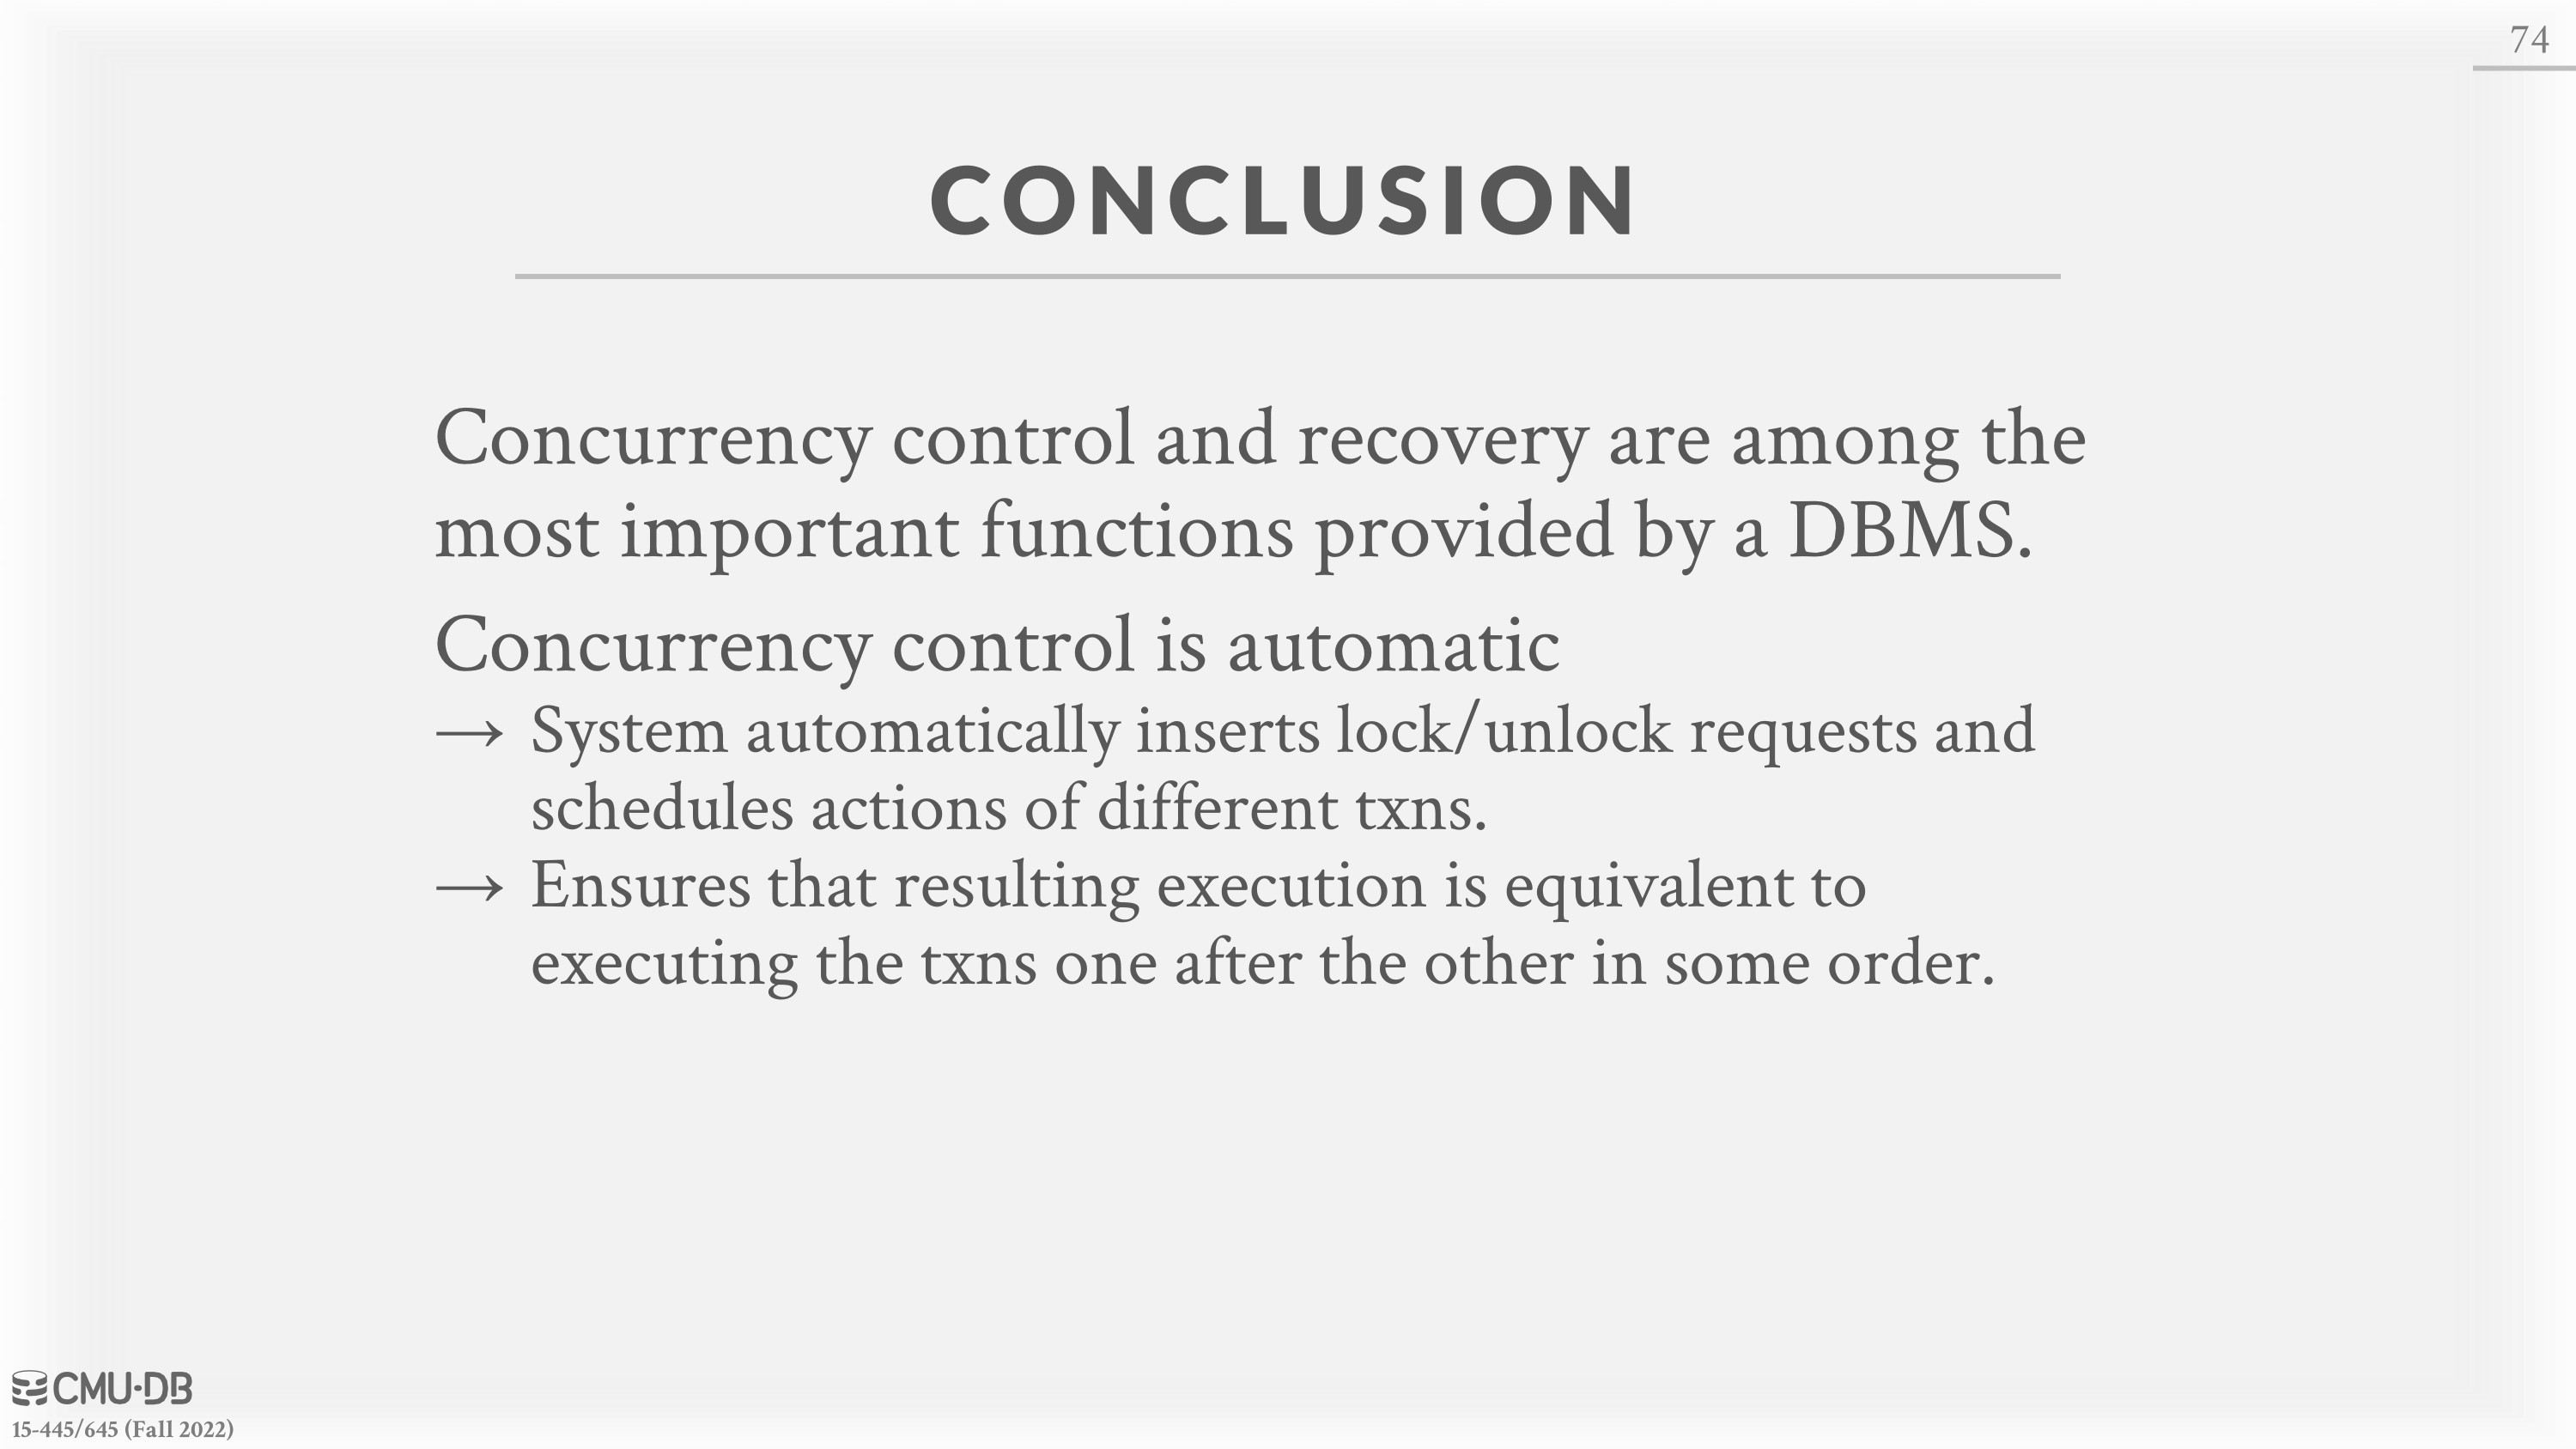 74
CONCLUSION
Concurrency control and recovery are among the
most important functions provided by a DBMS.
Concurrency control is automatic
→ System automatically inserts lock/unlock requests and
schedules actions of different txns.
→ Ensures that resulting execution is equivalent to
executing the txns one after the other in some order.
CMU·DB
15-445/645 (Fall 2022)